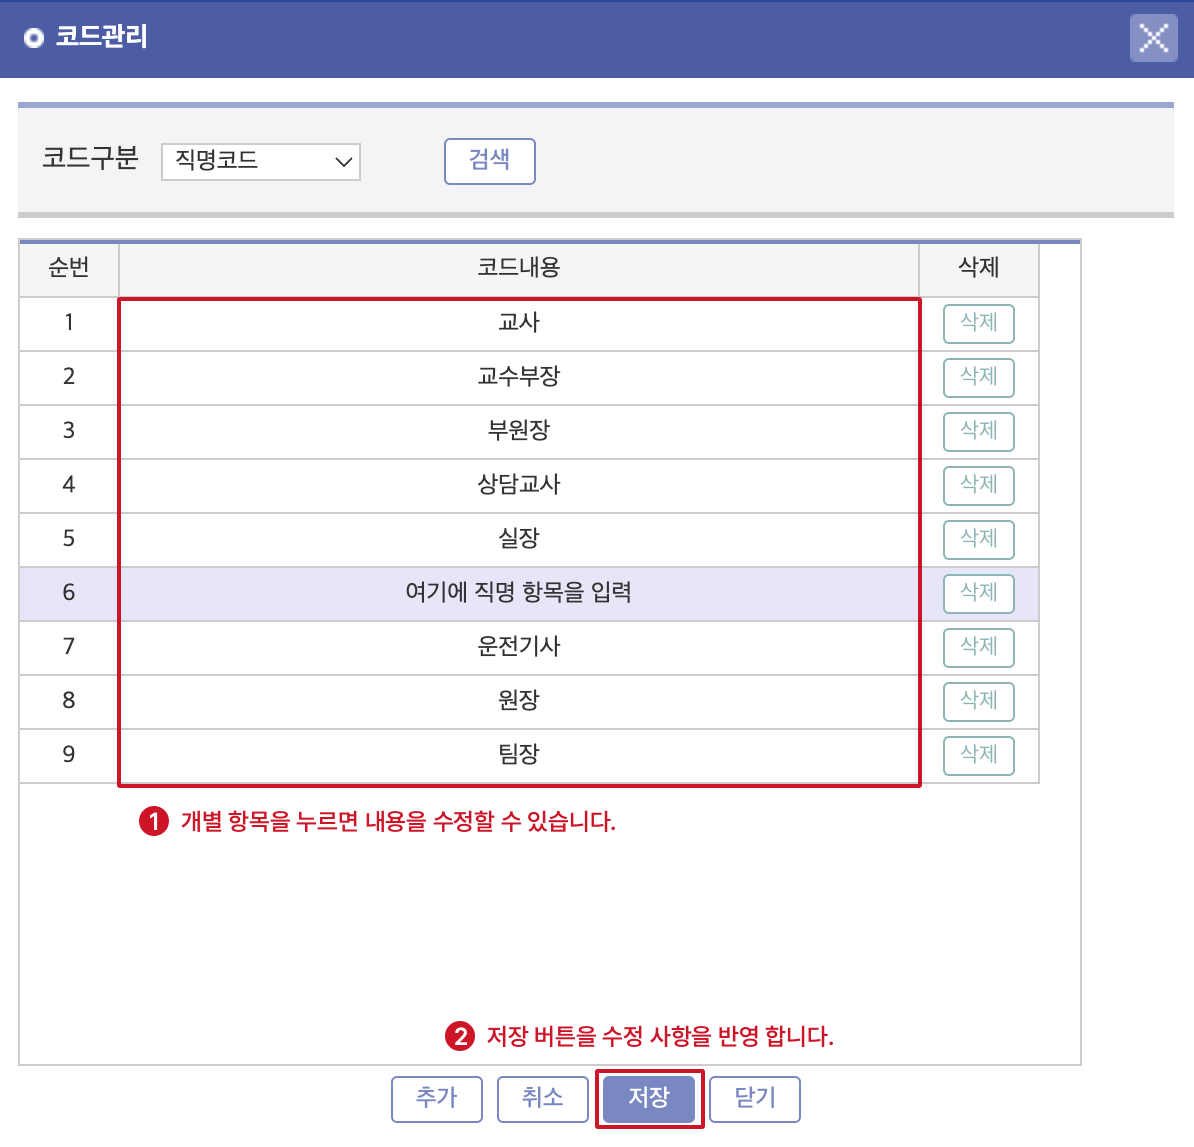 코드관리
코드구분 직명코드 검색
순번 코드내용 삭제
1 교사 삭제
2 교수부장 삭제
3 부원장 삭제
4 상담교사 삭제
5 실장 삭제
6 여기에 직명 항목을 입력 삭제
7 운전기사 삭제
8 원장 삭제
9 팀장 삭제
1 개별 항목을 누르면 내용을 수정할 수 있습니다.
2 저장 버튼을 수정 사항을 반영 합니다.
추가 취소 저장 닫기